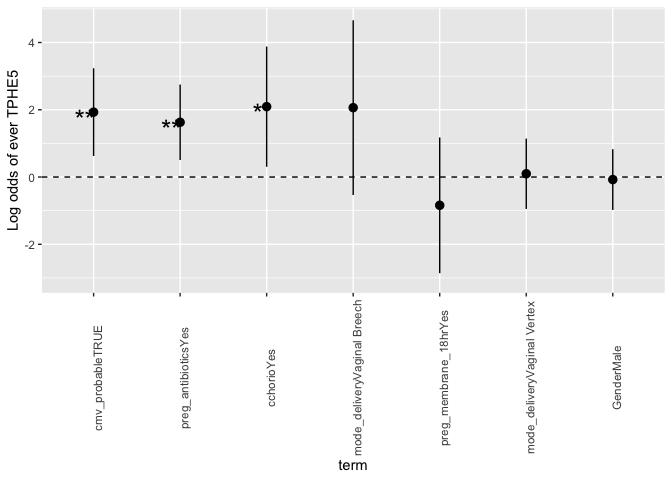 Log odds of ever TPHE5
4
2
0
-2
**
**
*
cmv_probableTRUE
preg_antibioticsYes
cchorioYes
mode_deliveryVaginal Breech
preg_membrane_18hrYes
mode_deliveryVaginal Vertex
GenderMale
term